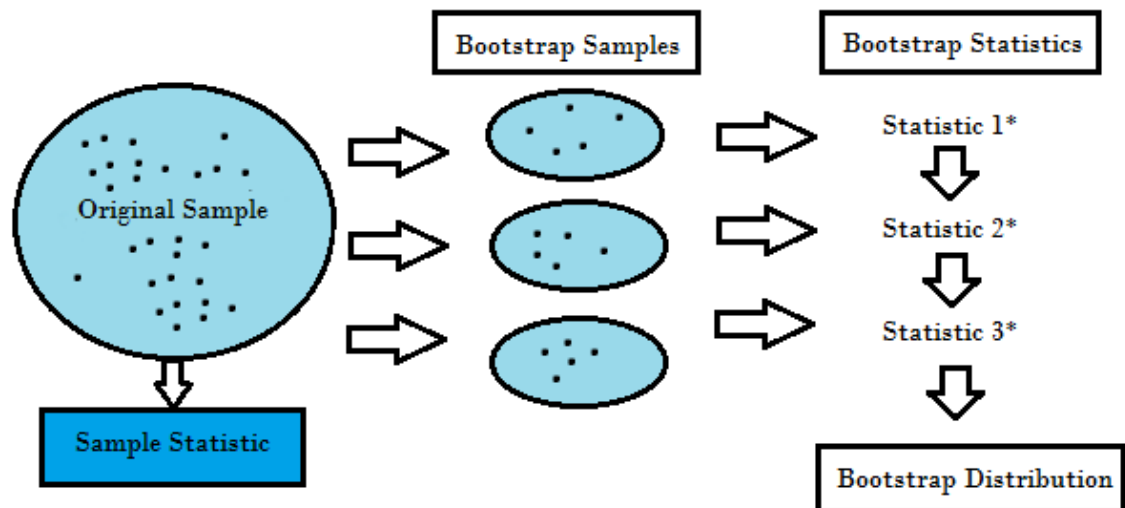 Bootstrap Samples
Bootstrap Statistics
Original Sample
Statistic 1*
Statistic 2*
Statistic 3*
Sample Statistic
Bootstrap Distribution